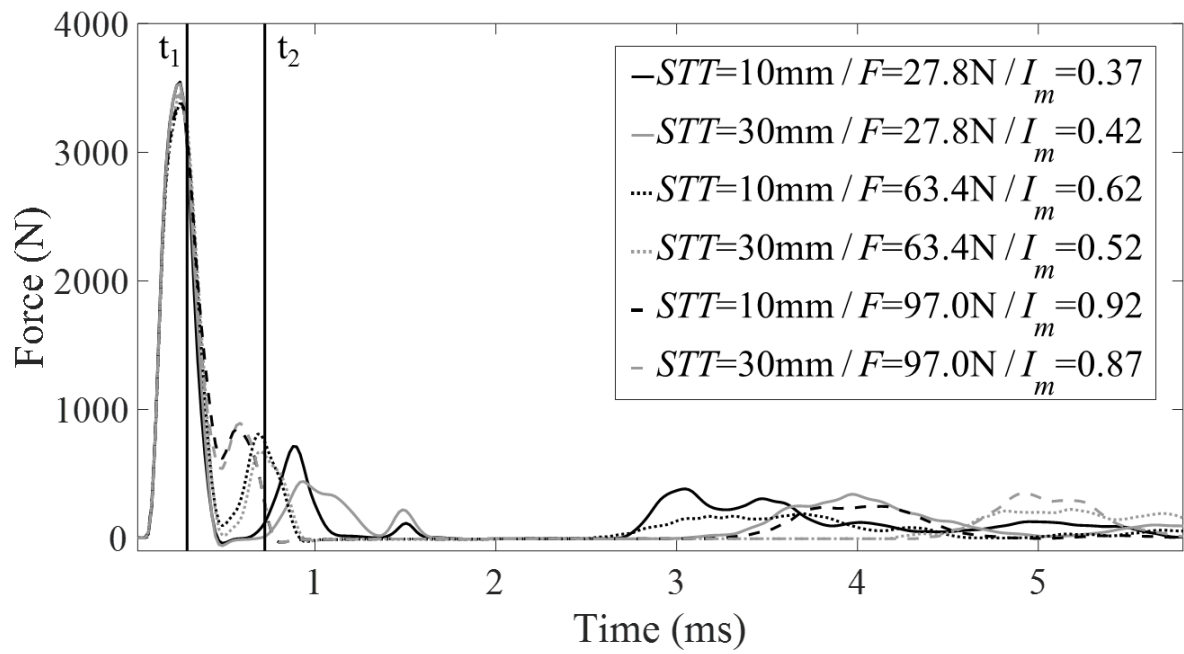 4000
3000
2000
1000
0
Force (N)
t₁
t₂
STT=10mm / F=27.8N / Iₘ=0.37
STT=30mm / F=27.8N / Iₘ=0.42
STT=10mm / F=63.4N / Iₘ=0.62
STT=30mm / F=63.4N / Iₘ=0.52
STT=10mm / F=97.0N / Iₘ=0.92
STT=30mm / F=97.0N / Iₘ=0.87
1 2 3 4 5
Time (ms)